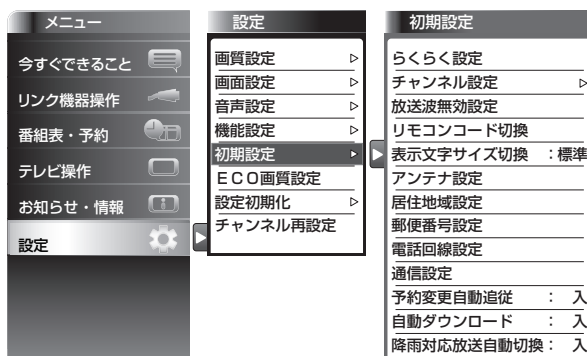 メニュー
今すぐできること
リンク機器操作
番組表・予約
テレビ操作
お知らせ・情報
設定
設定
画質設定
画面設定
音声設定
機能設定
初期設定
ECO画質設定
設定初期化
チャンネル再設定
初期設定
らくらく設定
チャンネル設定
放送波無効設定
リモコンコード切換
表示文字サイズ切換 :標準
アンテナ設定
居住地域設定
郵便番号設定
電話回線設定
通信設定
予約変更自動追従 : 入
自動ダウンロード : 入
降雨対応放送自動切換: 入